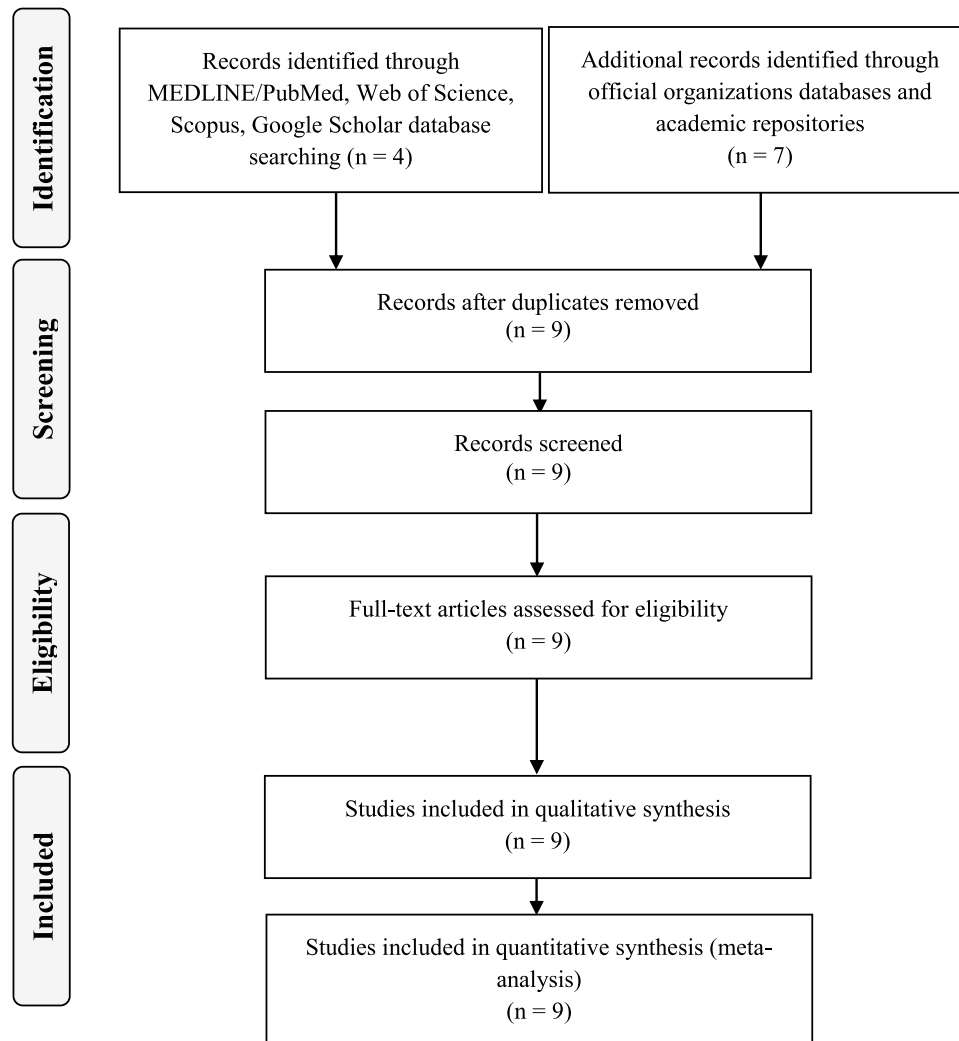 Identification
Records identified through
MEDLINE/PubMed, Web of Science,
Scopus, Google Scholar database
searching (n = 4)
Additional records identified through
official organizations databases and
academic repositories
(n = 7)
Screening
Records after duplicates removed
(n = 9)
Records screened
(n = 9)
Eligibility
Full-text articles assessed for eligibility
(n = 9)
Included
Studies included in qualitative synthesis
(n = 9)
Studies included in quantitative synthesis (meta-
analysis)
(n = 9)